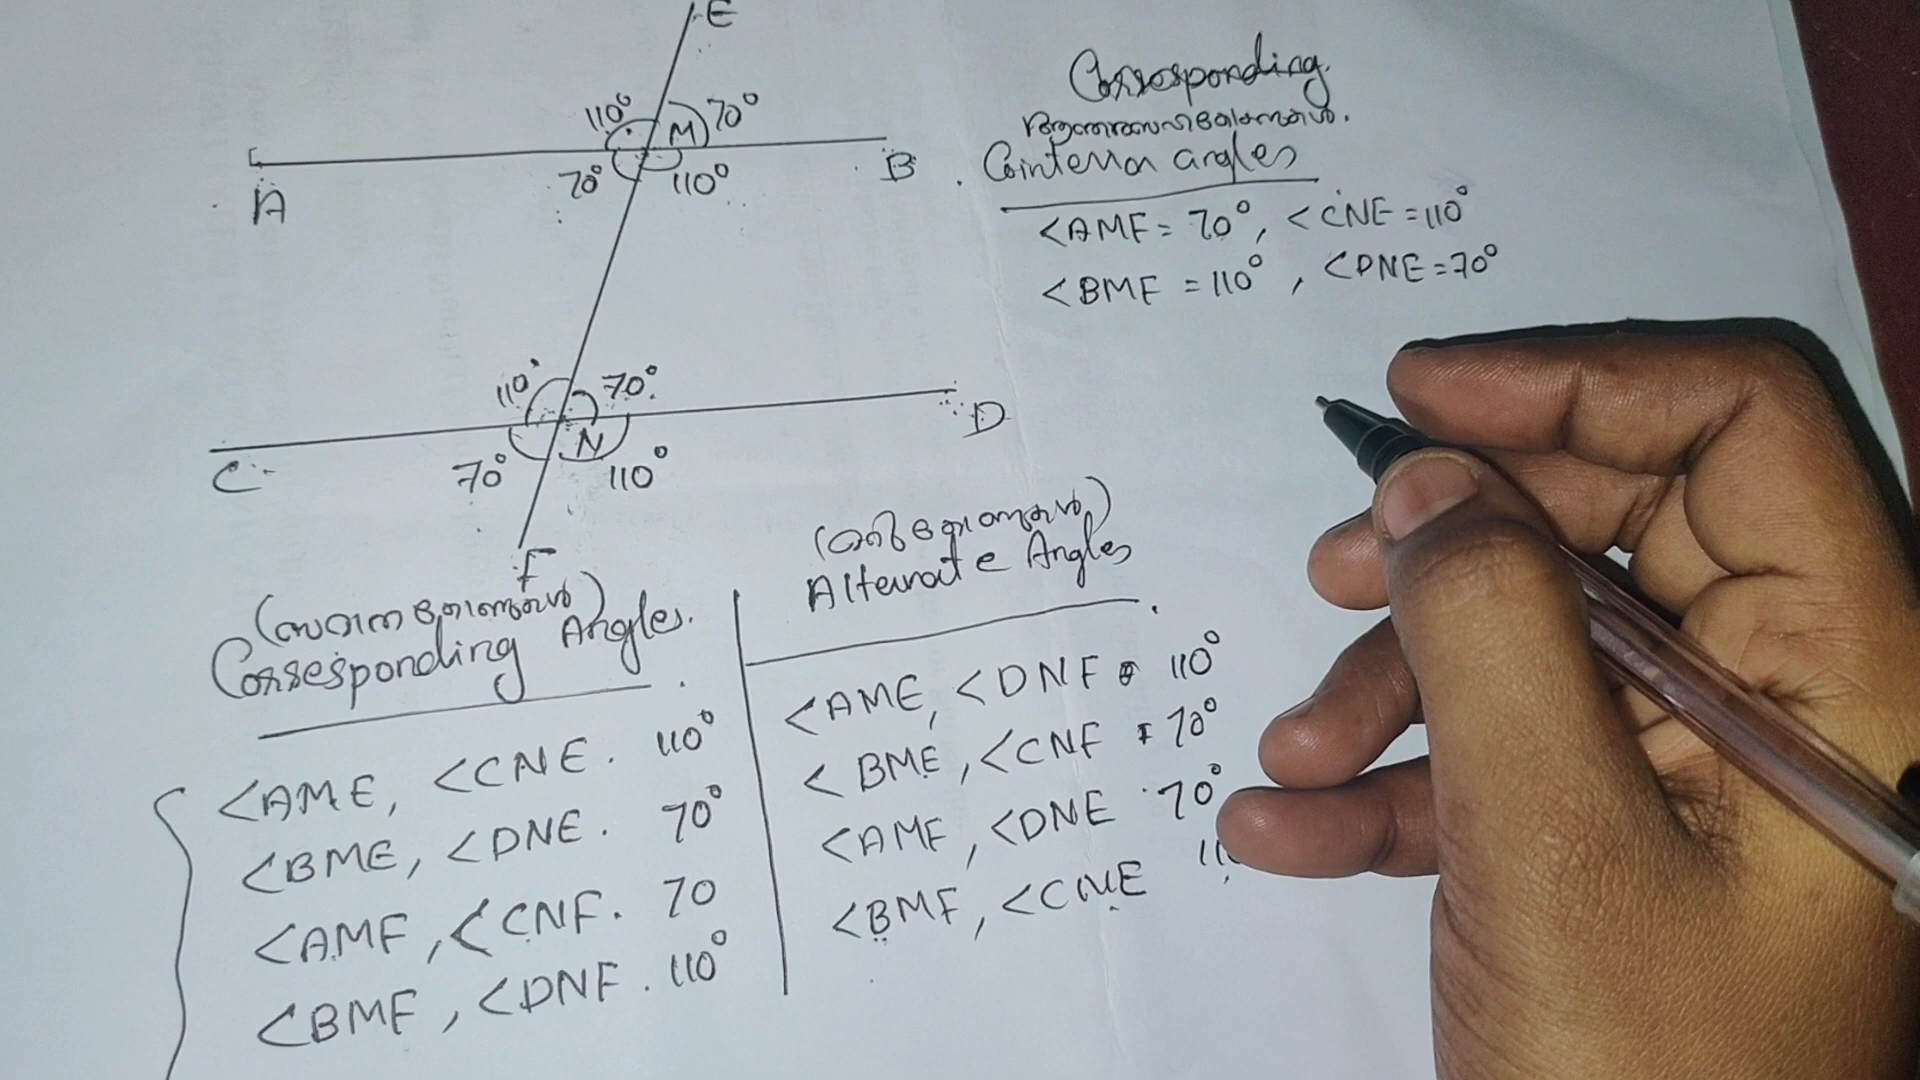 E
110° M 70°
A 70° 110° B
110° 70°
C 70° N 110° D
F
Corresponding
Cointerior angles
<AMF = 70°, <CNE = 110°
<BMF = 110°, <DNE = 70°
(സമാന കോണുകൾ)
Corresponding Angles.
<AME, <CNE. 110°
<BME, <DNE. 70°
<AMF, <CNF. 70
<BMF, <DNF. 110°
Alternate Angles
<AME, <DNF 110°
<BME, <CNF = 70°
<AMF, <DNE 70°
<BMF, <CNE